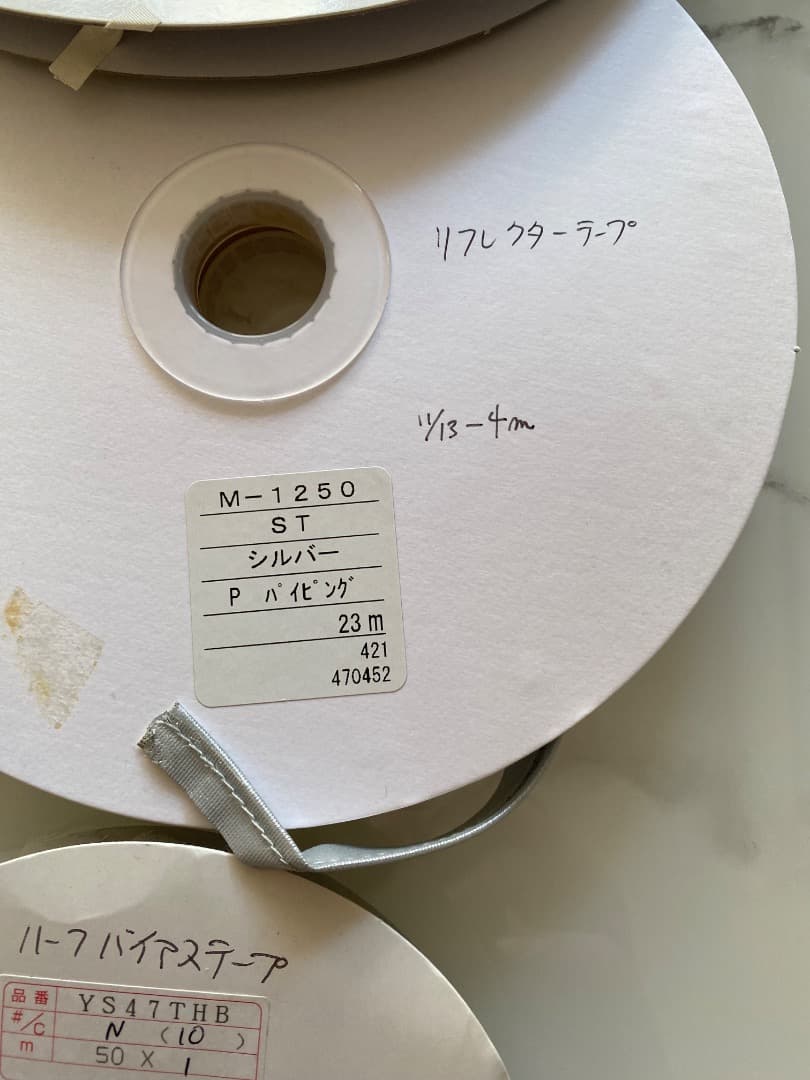 リフレクターテープ
11/13-4m
M-1250
ST
シルバー
P パイピング
23m
421
470452
ハーフバイアステープ
品番 YS47THB
#/C N (10)
m 50 X 1